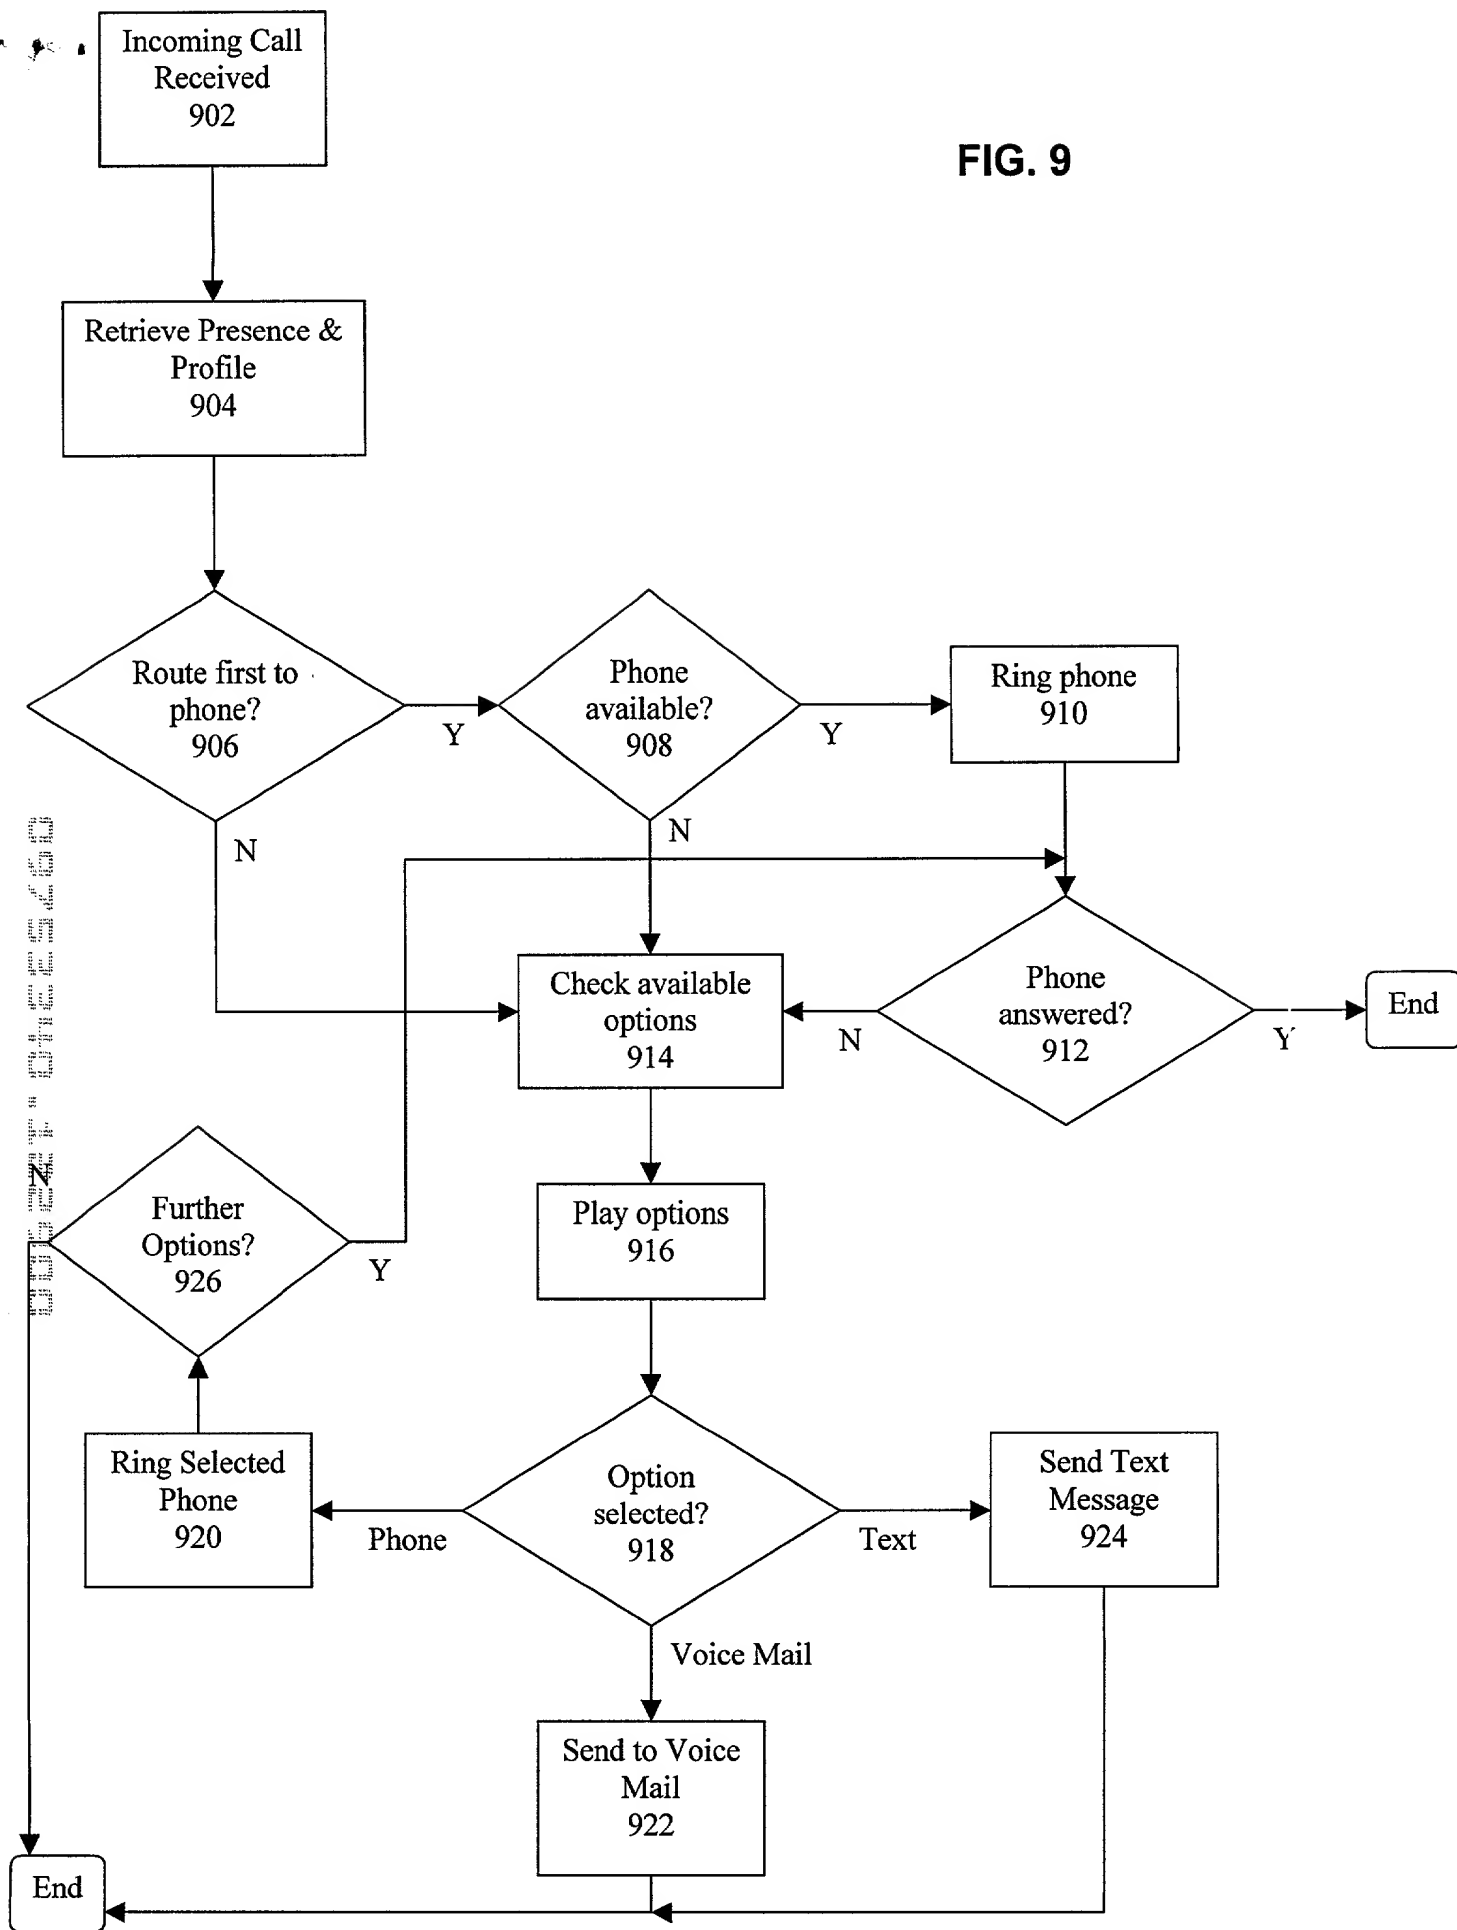 Incoming Call
Received
902
FIG. 9
Retrieve Presence &
Profile
904
Route first to
phone?
906
Y
N
Phone
available?
908
Y
N
Ring phone
910
Phone
answered?
912
N
Y
End
Check available
options
914
Play options
916
N
Further
Options?
926
Y
Ring Selected
Phone
920
Phone
Option
selected?
918
Text
Send Text
Message
924
Voice Mail
Send to Voice
Mail
922
End